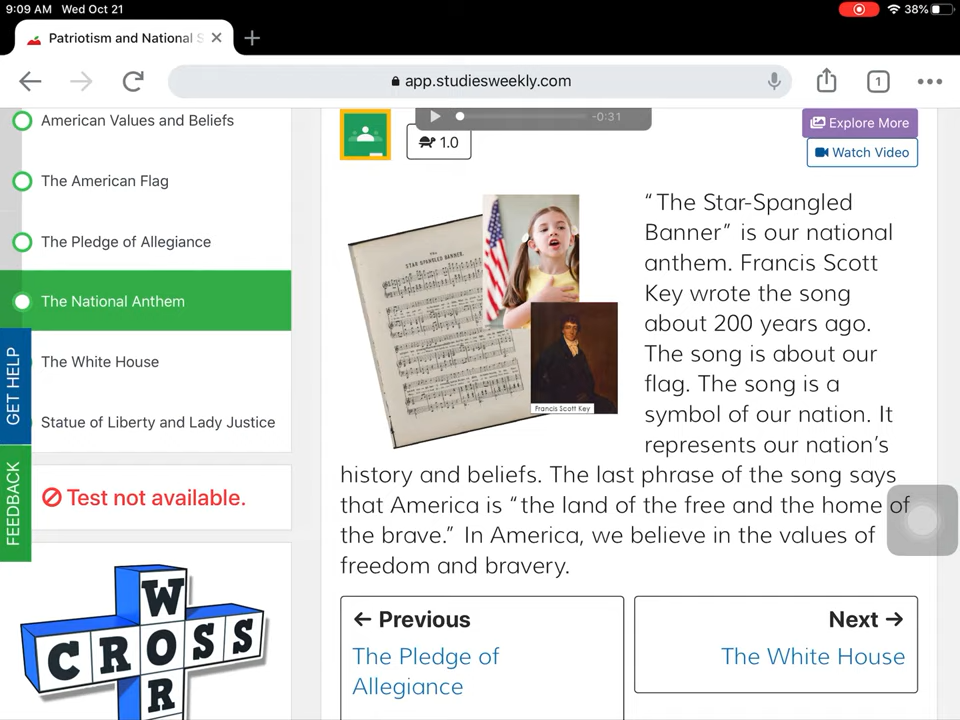 9:09 AM Wed Oct 21
38%
Patriotism and National S
app.studiesweekly.com
1
American Values and Beliefs
The American Flag
The Pledge of Allegiance
The National Anthem
The White House
Statue of Liberty and Lady Justice
GET HELP
FEEDBACK
Test not available.
CROSS
WOR
-0:31
1.0
Explore More
Watch Video
STAR SPANGLED BANNER.
Francis Scott Key
“The Star-Spangled
Banner” is our national
anthem. Francis Scott
Key wrote the song
about 200 years ago.
The song is about our
flag. The song is a
symbol of our nation. It
represents our nation’s
history and beliefs. The last phrase of the song says
that America is “the land of the free and the home of
the brave.” In America, we believe in the values of
freedom and bravery.
← Previous
The Pledge of
Allegiance
Next →
The White House